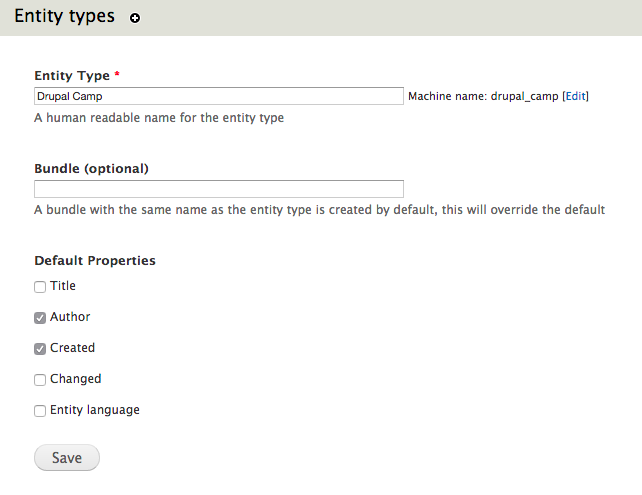 Entity types
Entity Type *
Drupal Camp Machine name: drupal_camp [Edit]
A human readable name for the entity type
Bundle (optional)
A bundle with the same name as the entity type is created by default, this will override the default
Default Properties
Title
Author
Created
Changed
Entity language
Save